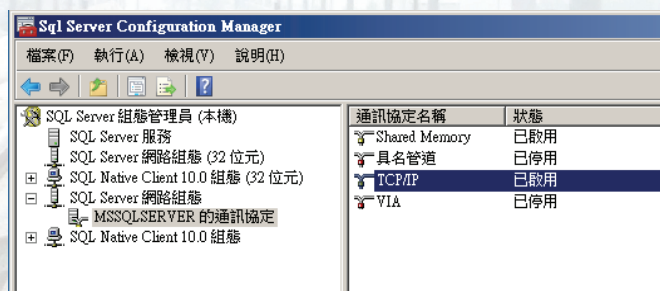 Sql Server Configuration Manager
檔案(F) 執行(A) 檢視(V) 說明(H)
SQL Server 組態管理員 (本機)
SQL Server 服務
SQL Server 網路組態 (32 位元)
SQL Native Client 10.0 組態 (32 位元)
SQL Server 網路組態
MSSQLSERVER 的通訊協定
SQL Native Client 10.0 組態
通訊協定名稱 狀態
Shared Memory 已啟用
具名管道 已停用
TCP/IP 已啟用
VIA 已停用